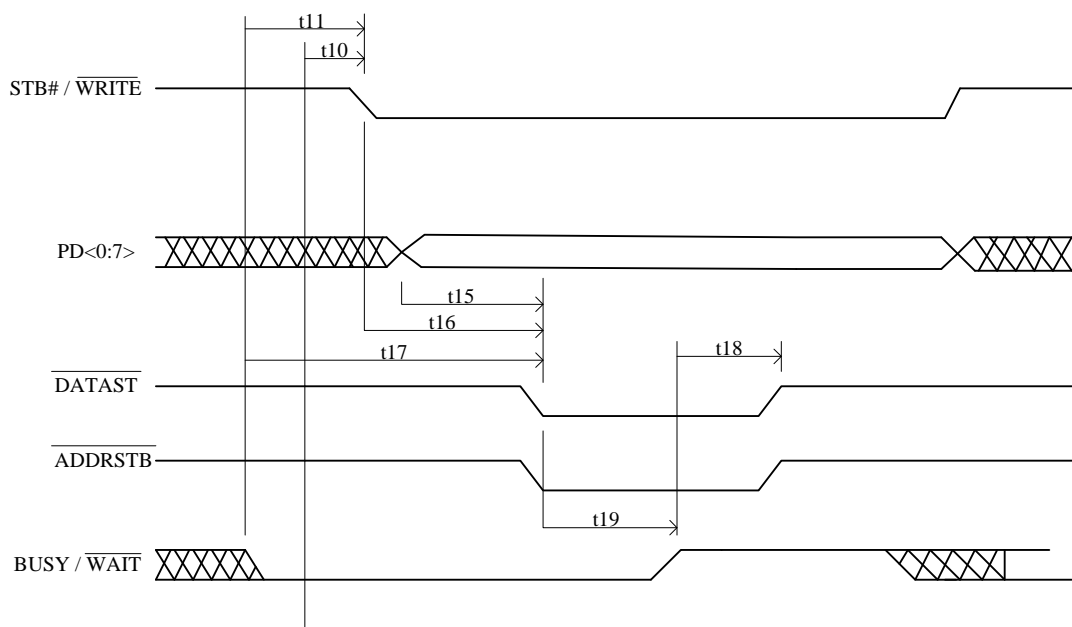 t11
t10
STB# / WRITE
PD<0:7>
t15
t16
t17
t18
DATAST
ADDRSTB
t19
BUSY / WAIT